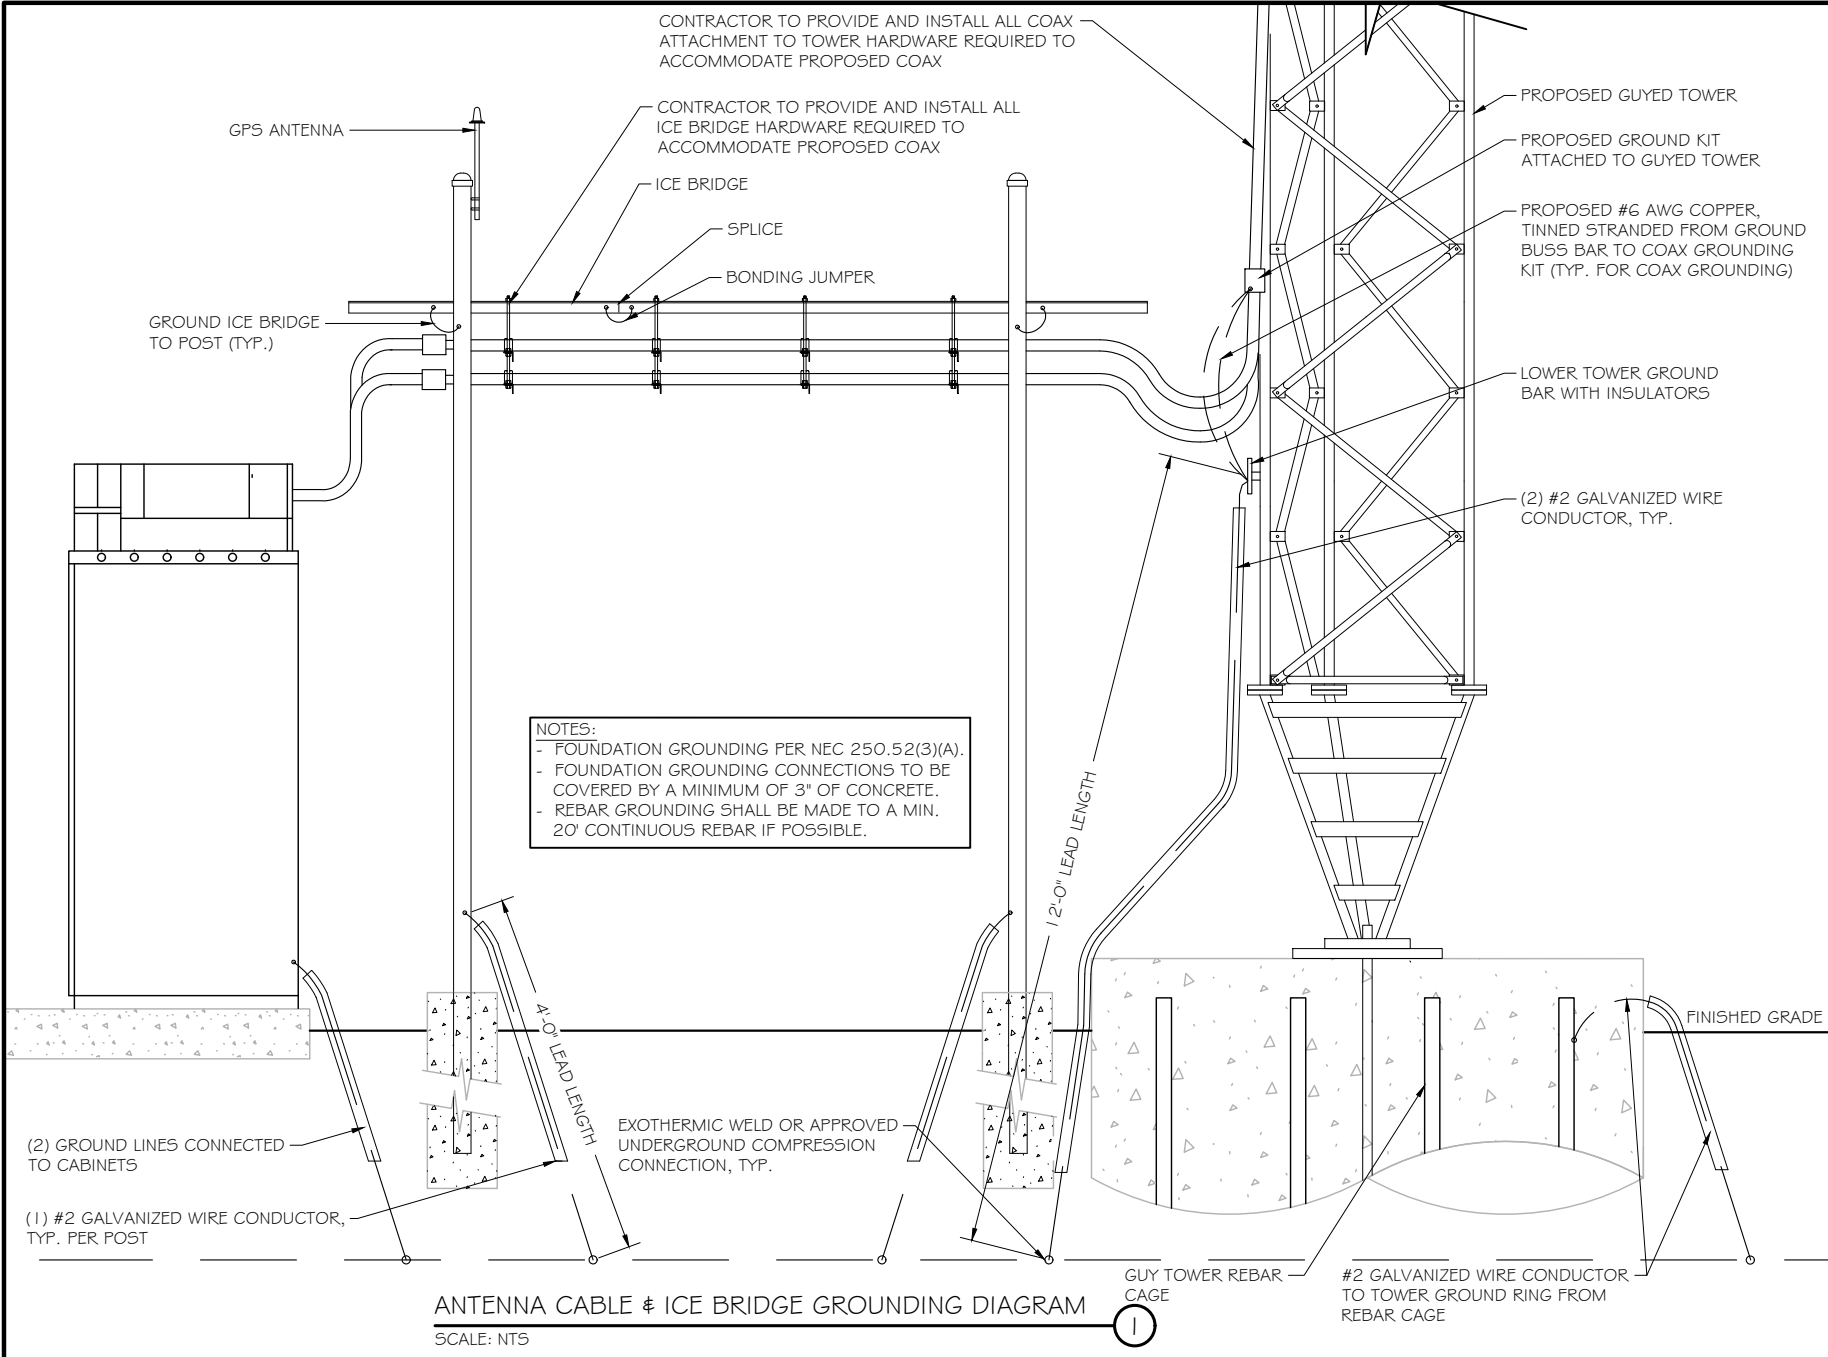 CONTRACTOR TO PROVIDE AND INSTALL ALL COAX
ATTACHMENT TO TOWER HARDWARE REQUIRED TO
ACCOMMODATE PROPOSED COAX
CONTRACTOR TO PROVIDE AND INSTALL ALL
ICE BRIDGE HARDWARE REQUIRED TO
ACCOMMODATE PROPOSED COAX
GPS ANTENNA
ICE BRIDGE
SPLICE
BONDING JUMPER
GROUND ICE BRIDGE
TO POST (TYP.)
PROPOSED GUYED TOWER
PROPOSED GROUND KIT
ATTACHED TO GUYED TOWER
PROPOSED #6 AWG COPPER,
TINNED STRANDED FROM GROUND
BUSS BAR TO COAX GROUNDING
KIT (TYP. FOR COAX GROUNDING)
LOWER TOWER GROUND
BAR WITH INSULATORS
(2) #2 GALVANIZED WIRE
CONDUCTOR, TYP.
NOTES:
- FOUNDATION GROUNDING PER NEC 250.52(3)(A).
- FOUNDATION GROUNDING CONNECTIONS TO BE
COVERED BY A MINIMUM OF 3" OF CONCRETE.
- REBAR GROUNDING SHALL BE MADE TO A MIN.
20' CONTINUOUS REBAR IF POSSIBLE.
12'-0" LEAD LENGTH
4'-0" LEAD LENGTH
FINISHED GRADE
(2) GROUND LINES CONNECTED
TO CABINETS
(1) #2 GALVANIZED WIRE CONDUCTOR,
TYP. PER POST
EXOTHERMIC WELD OR APPROVED
UNDERGROUND COMPRESSION
CONNECTION, TYP.
GUY TOWER REBAR
CAGE
#2 GALVANIZED WIRE CONDUCTOR
TO TOWER GROUND RING FROM
REBAR CAGE
ANTENNA CABLE & ICE BRIDGE GROUNDING DIAGRAM
1
SCALE: NTS